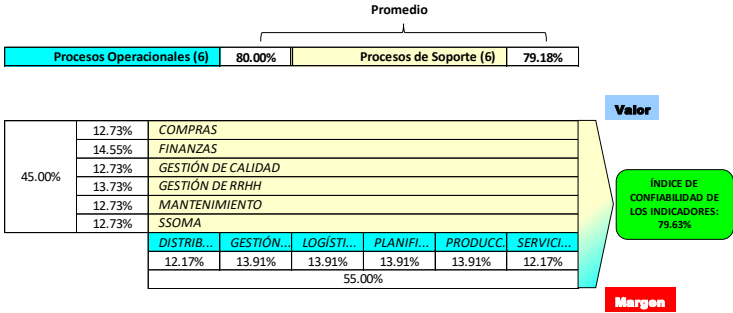 Promedio
Procesos Operacionales (6) 80.00% Procesos de Soporte (6) 79.18%
Valor
45.00%
12.73% COMPRAS
14.55% FINANZAS
12.73% GESTIÓN DE CALIDAD
13.73% GESTIÓN DE RRHH
12.73% MANTENIMIENTO
12.73% SSOMA
ÍNDICE DE
CONFIABILIDAD DE
LOS INDICADORES:
79.63%
DISTRIB... GESTIÓN... LOGÍSTI... PLANIFI... PRODUCC. SERVICI...
12.17% 13.91% 13.91% 13.91% 13.91% 12.17%
55.00%
Margen